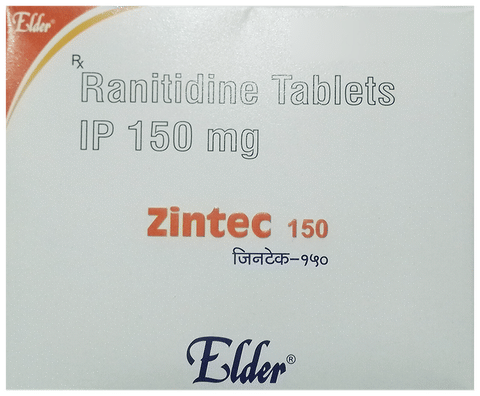 Elder®
Rx
Ranitidine Tablets
IP 150 mg
Zintec 150
जिनटेक-१५०
Elder®